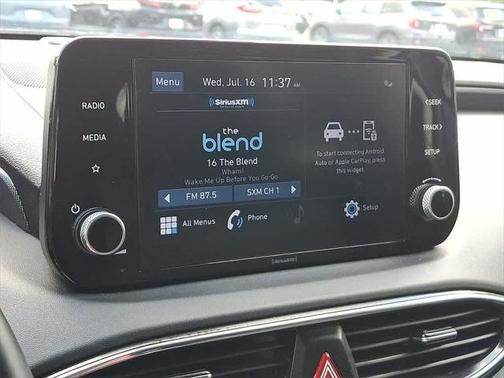 Menu
Wed, Jul. 16
11:37 AM
RADIO
MEDIA
SEEK
TRACK
SETUP
SiriusXM
the
blend
16 The Blend
Wham!
Wake Me Up Before You Go-Go
FM 87.5
SXM CH 1
To start connecting Android
Auto or Apple CarPlay, press
this widget.
All Menus
Phone
Setup
SiriusXM